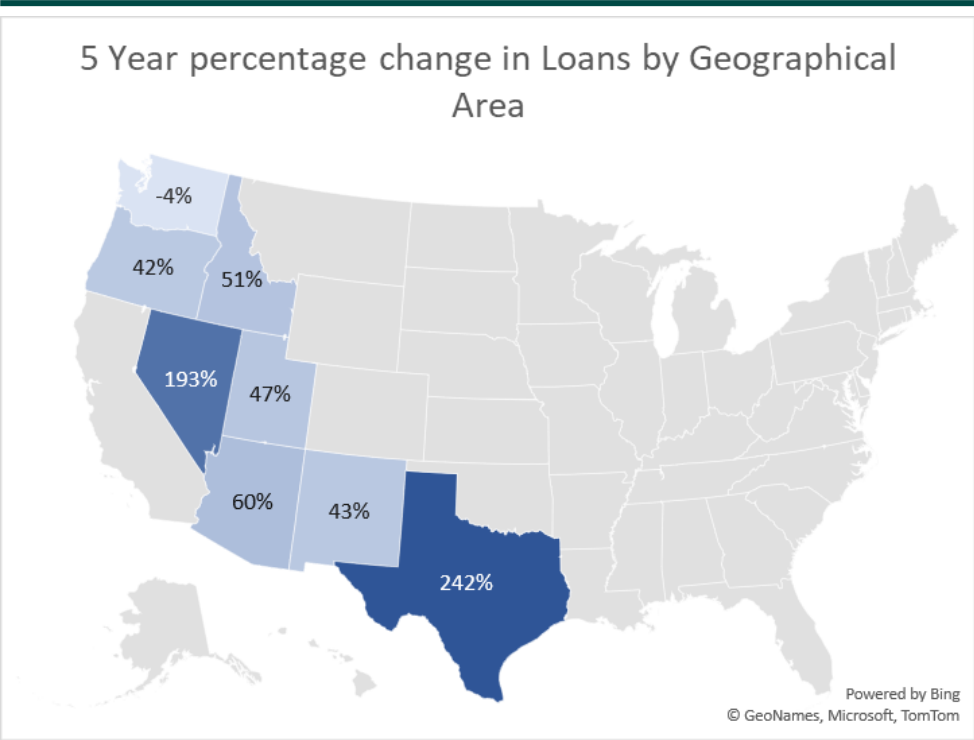 5 Year percentage change in Loans by Geographical
Area
-4%
42%
51%
193%
47%
60%
43%
242%
Powered by Bing
© GeoNames, Microsoft, TomTom